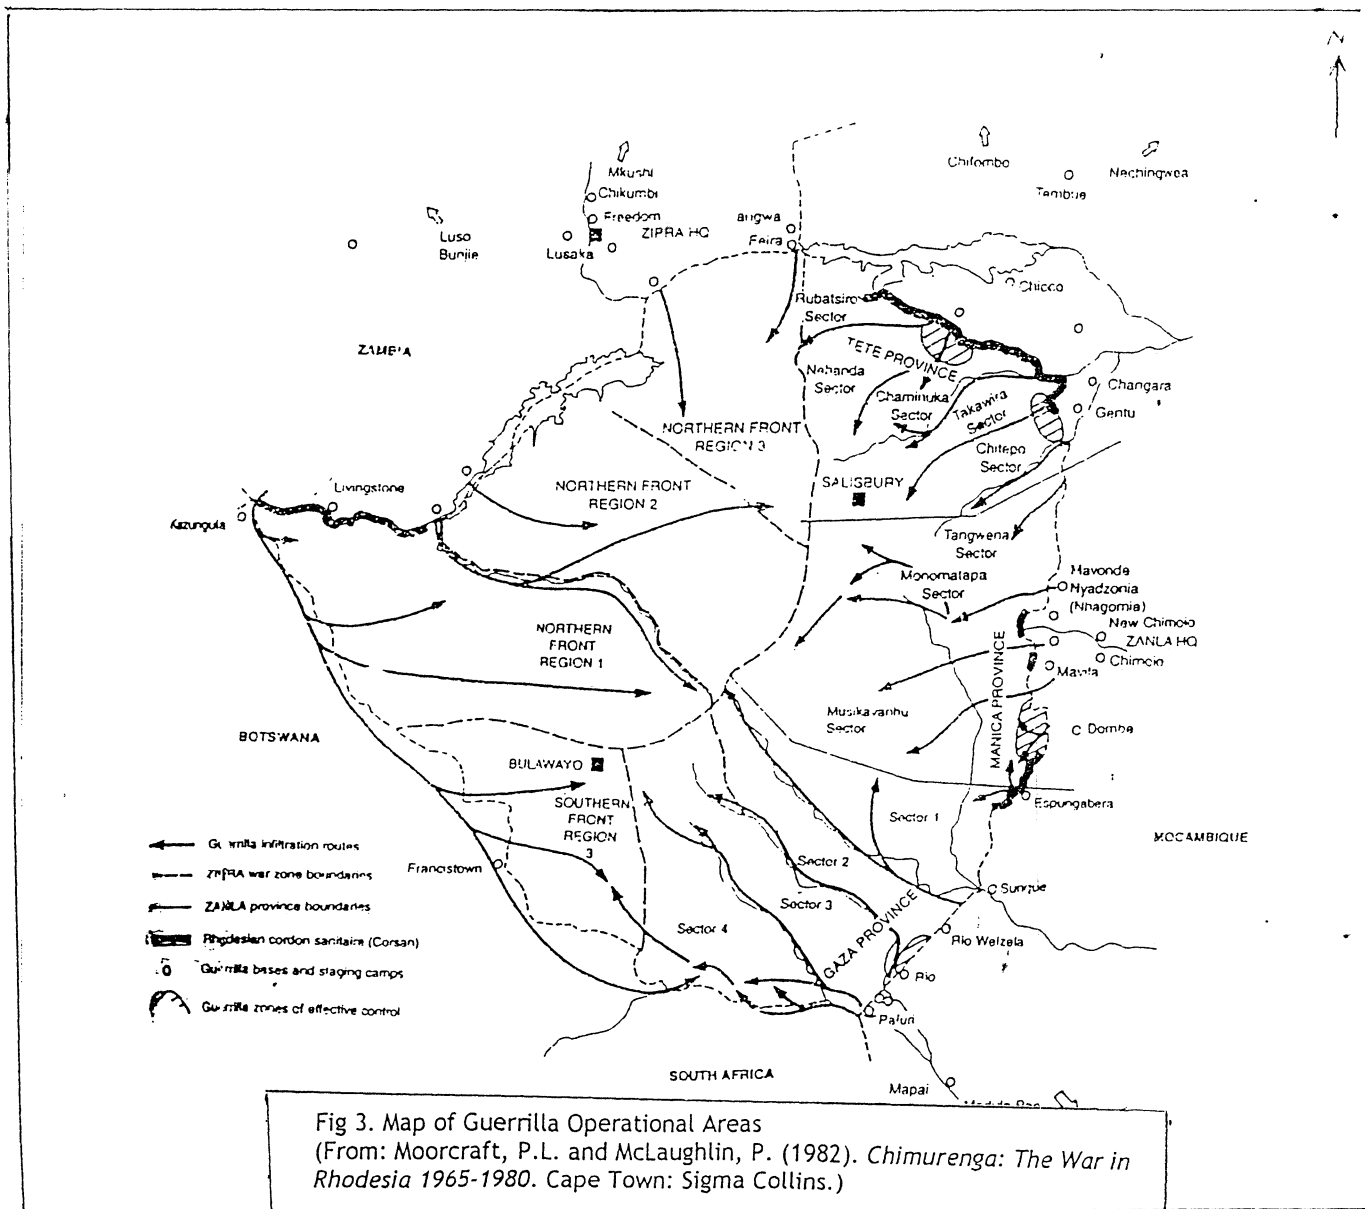 N
Mkushi
Chikumbi
Freedom
ZIPRA HQ
Lusaka
Luso
Bunjie
Feira
Chifombo
Tembue
Nachingwea
Chicoo
ZAMBIA
Rubatsiro
Sector
TETE PROVINCE
Nehanda
Sector
Chaminuka
Sector
Takawira
Sector
Changara
Gentu
Chitepo
Sector
NORTHERN FRONT
REGION 3
NORTHERN FRONT
REGION 2
SALISBURY
Livingstone
Kazungula
Tangwena
Sector
Monomatapa
Sector
Mavonde
Nyadzonia
(Nhagomia)
New Chimoio
ZANLA HQ
Chimoio
Mavita
MANICA PROVINCE
NORTHERN
FRONT
REGION 1
Musikavanhu
Sector
Dombe
BOTSWANA
BULAWAYO
SOUTHERN
FRONT
REGION
3
Espungabera
Sector 1
MOCAMBIQUE
Guerrilla infiltration routes
ZIPRA war zone boundaries
ZANLA province boundaries
Rhodesian cordon sanitaire (Corsan)
Guerrilla bases and staging camps
Guerrilla zones of effective control
Francistown
Sector 2
Sector 3
Sector 4
GAZA PROVINCE
Rio Welzela
Rio
Pafuri
Mapai
SOUTH AFRICA
Fig 3. Map of Guerrilla Operational Areas
(From: Moorcraft, P.L. and McLaughlin, P. (1982). Chimurenga: The War in
Rhodesia 1965-1980. Cape Town: Sigma Collins.)